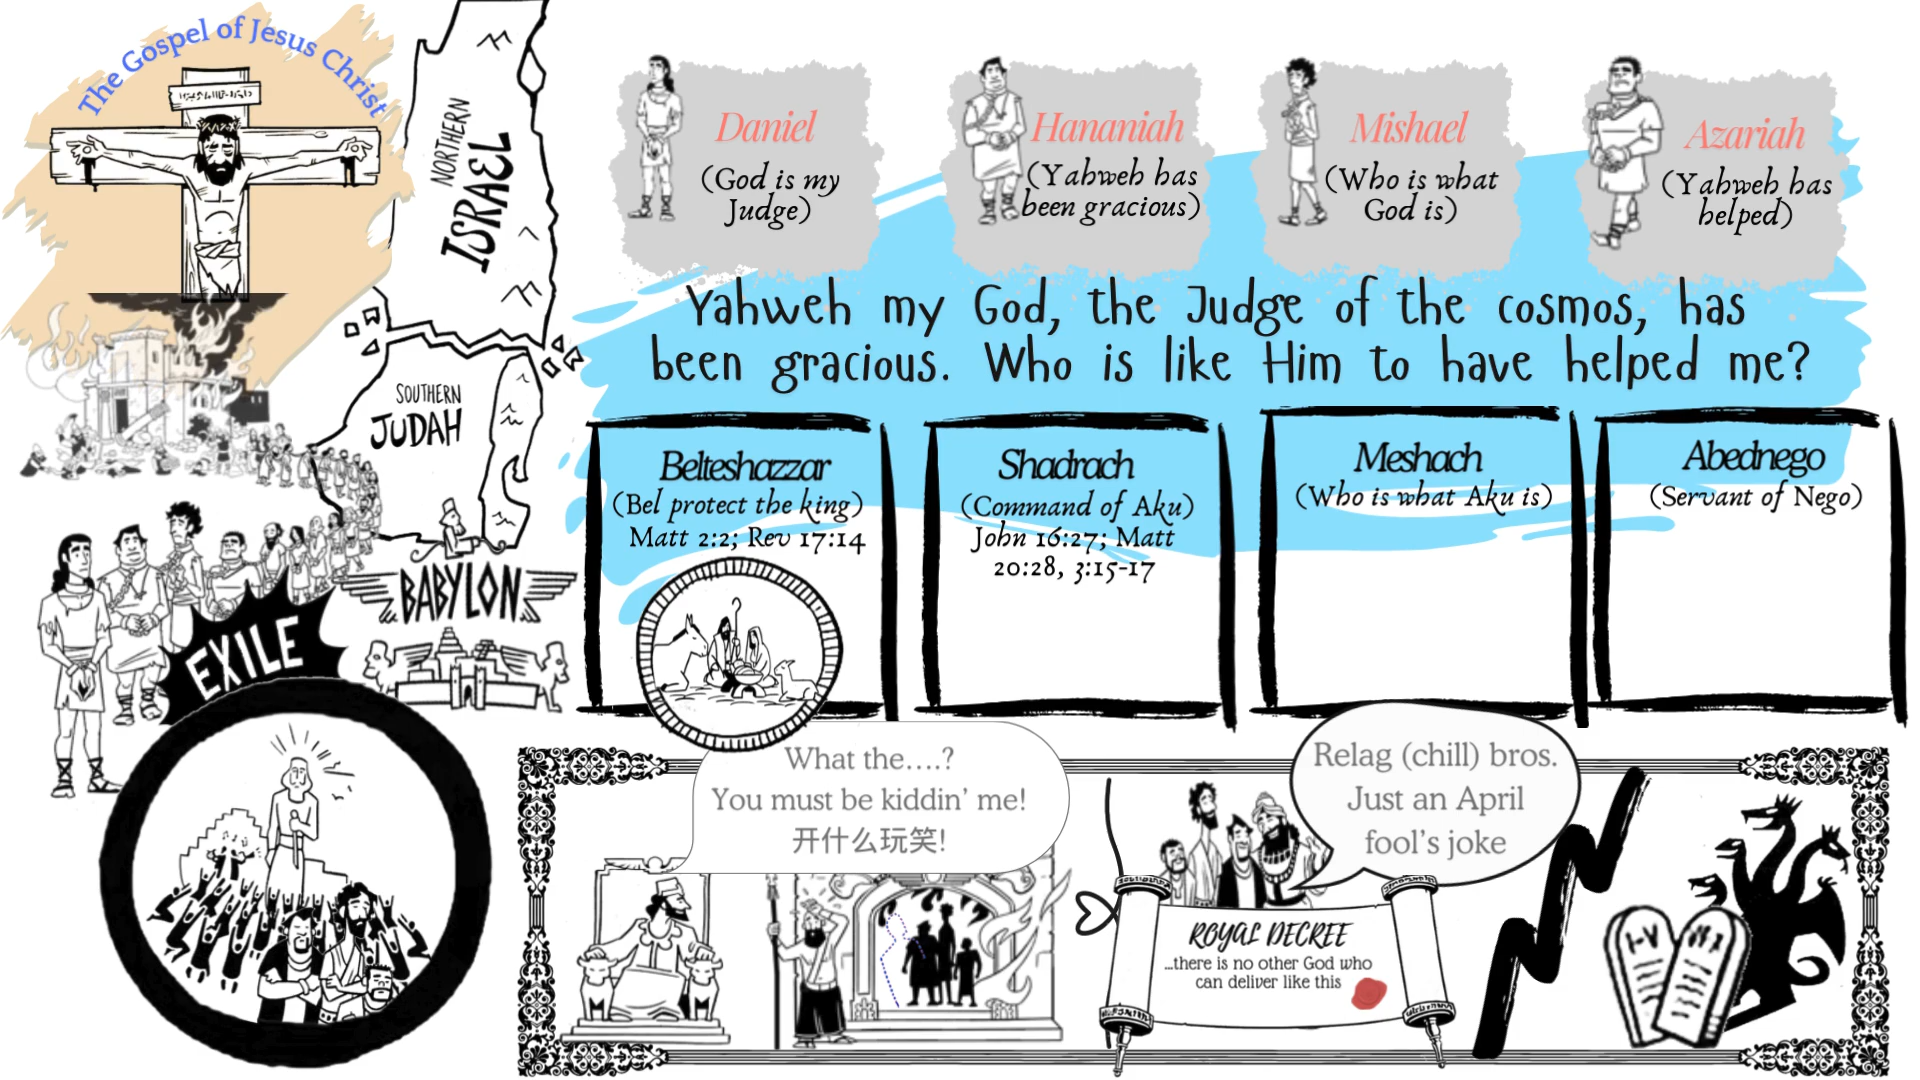 The Gospel of Jesus Christ
NORTHERN
ISRAEL
SOUTHERN
JUDAH
BABYLON
EXILE
Daniel
(God is my
Judge)
Hananiah
(Yahweh has
been gracious)
Mishael
(Who is what
God is)
Azariah
(Yahweh has
helped)
Yahweh my God, the Judge of the cosmos, has
been gracious. Who is like Him to have helped me?
Belteshazzar
(Bel protect the king)
Matt 2:2; Rev 17:14
Shadrach
(Command of Aku)
John 16:27; Matt
20:28, 3:15-17
Meshach
(Who is what Aku is)
Abednego
(Servant of Nego)
What the....?
You must be kiddin' me!
开什么玩笑!
Relag (chill) bros.
Just an April
fool's joke
ROYAL DECREE
...there is no other God who
can deliver like this
I-V